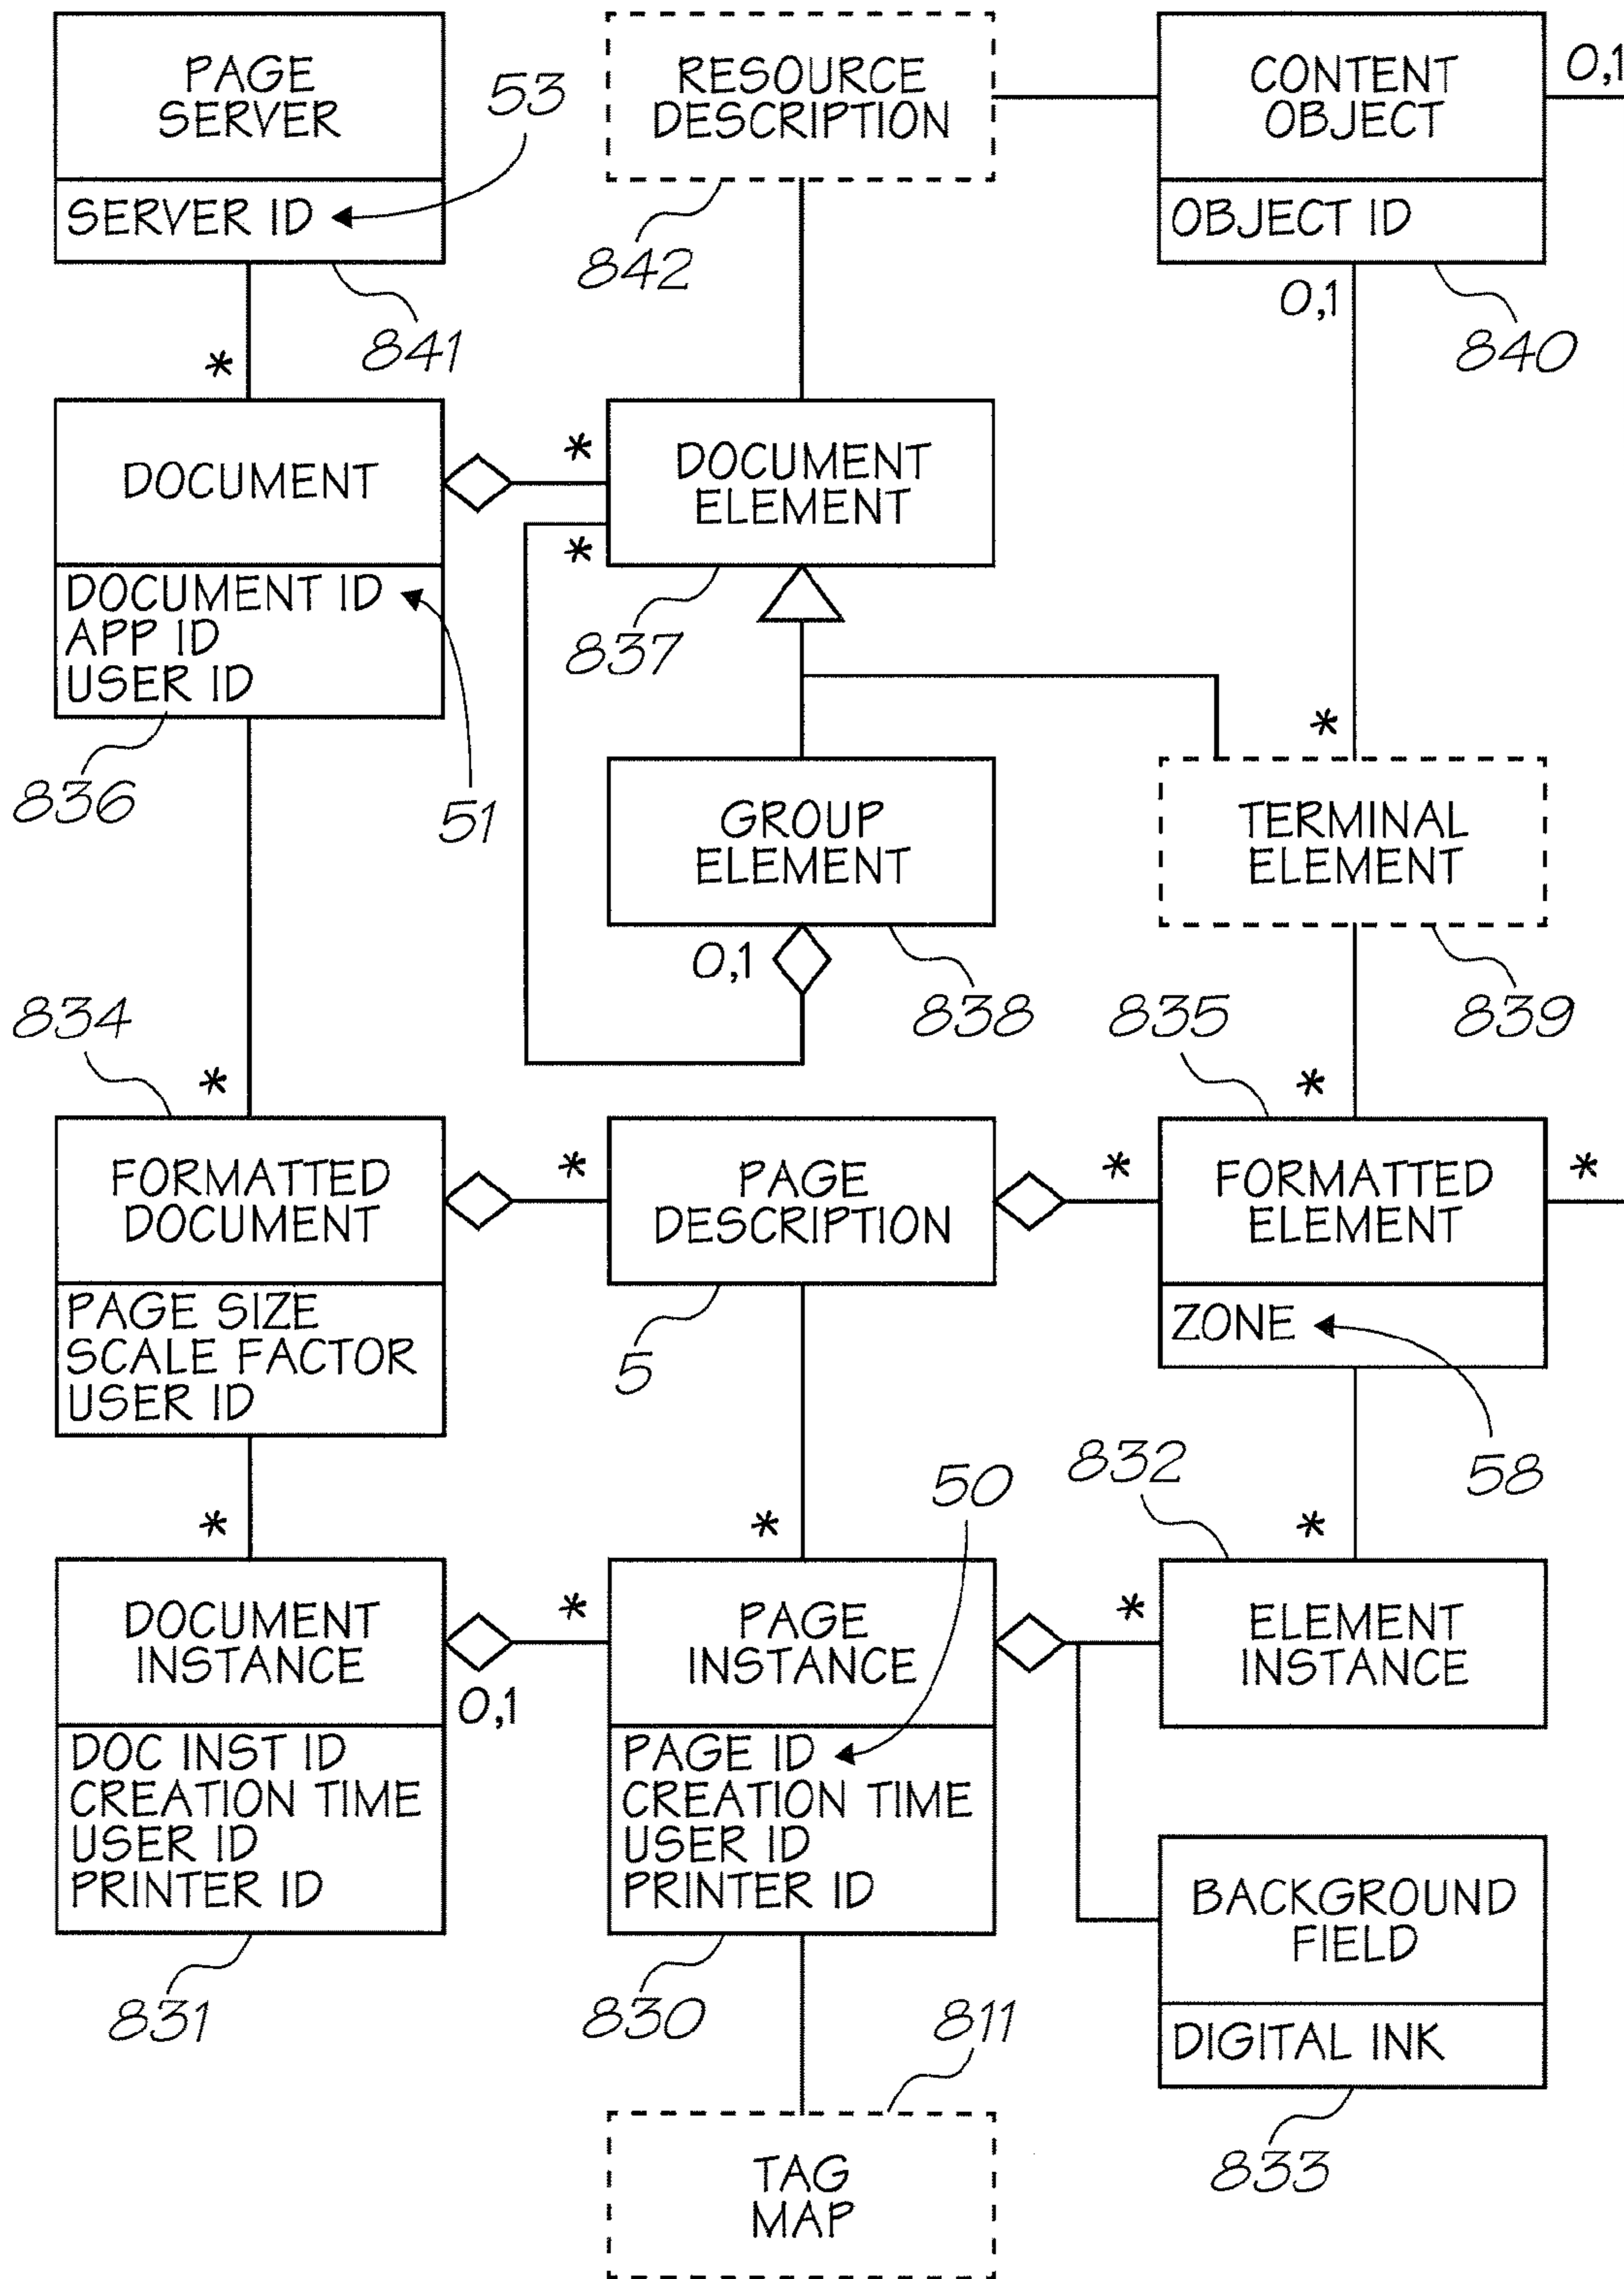 PAGE
SERVER
SERVER ID
53
841
RESOURCE
DESCRIPTION
842
CONTENT
OBJECT
OBJECT ID
0,1
0,1
840
*
DOCUMENT
DOCUMENT ID
APP ID
USER ID
836
51
*
DOCUMENT
ELEMENT
*
837
GROUP
ELEMENT
0,1
838
*
TERMINAL
ELEMENT
839
834
*
FORMATTED
DOCUMENT
PAGE SIZE
SCALE FACTOR
USER ID
*
PAGE
DESCRIPTION
5
835
*
*
FORMATTED
ELEMENT
*
ZONE
58
*
DOCUMENT
INSTANCE
0,1
DOC INST ID
CREATION TIME
USER ID
PRINTER ID
831
*
*
50
PAGE
INSTANCE
PAGE ID
CREATION TIME
USER ID
PRINTER ID
830
832
*
*
ELEMENT
INSTANCE
BACKGROUND
FIELD
DIGITAL INK
833
811
TAG
MAP